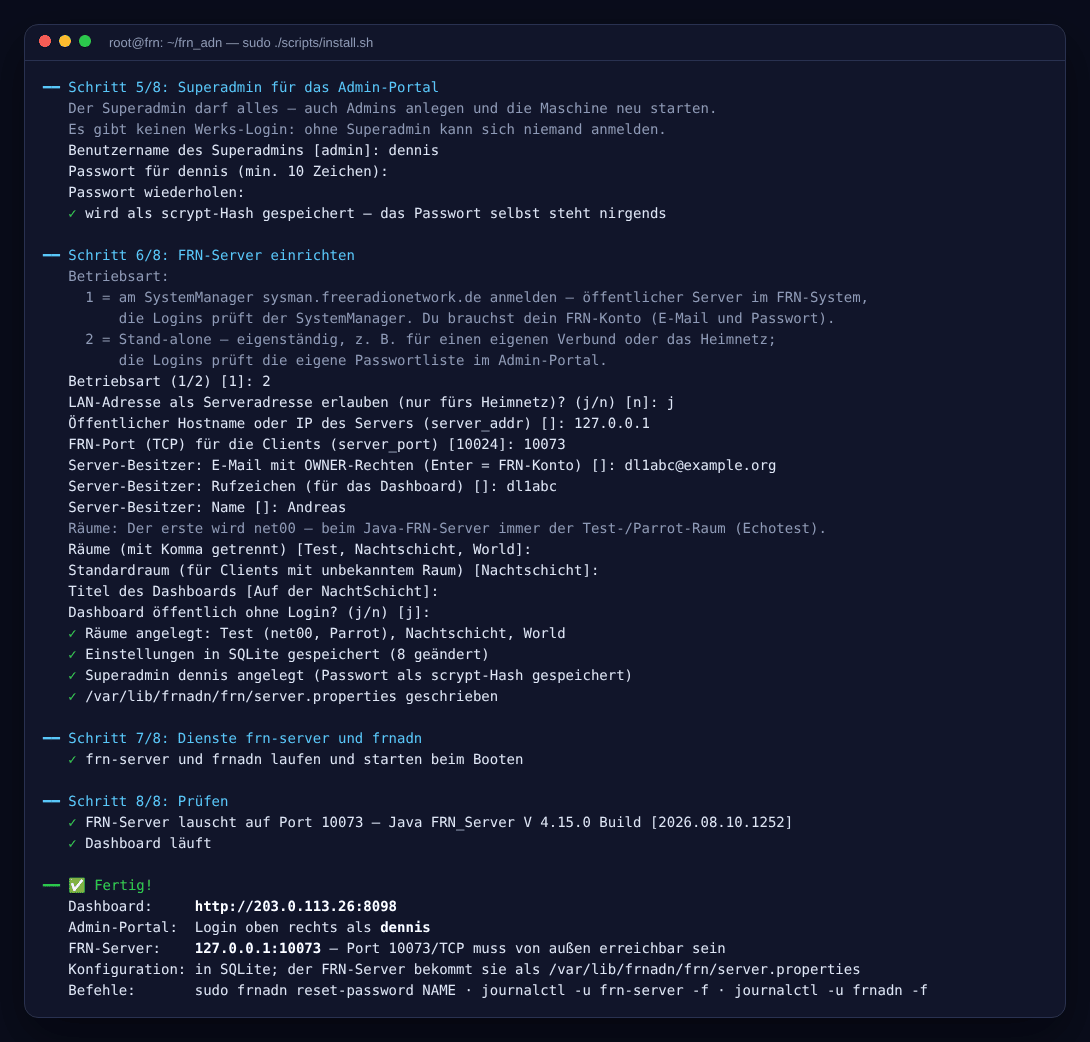 root@frn: ~/frn_adn — sudo ./scripts/install.sh
━━ Schritt 5/8: Superadmin für das Admin-Portal
Der Superadmin darf alles — auch Admins anlegen und die Maschine neu starten.
Es gibt keinen Werks-Login: ohne Superadmin kann sich niemand anmelden.
Benutzername des Superadmins [admin]: dennis
Passwort für dennis (min. 10 Zeichen):
Passwort wiederholen:
✓ wird als scrypt-Hash gespeichert — das Passwort selbst steht nirgends
━━ Schritt 6/8: FRN-Server einrichten
Betriebsart:
1 = am SystemManager sysman.freeradionetwork.de anmelden — öffentlicher Server im FRN-System,
die Logins prüft der SystemManager. Du brauchst dein FRN-Konto (E-Mail und Passwort).
2 = Stand-alone — eigenständig, z. B. für einen eigenen Verbund oder das Heimnetz;
die Logins prüft die eigene Passwortliste im Admin-Portal.
Betriebsart (1/2) [1]: 2
LAN-Adresse als Serveradresse erlauben (nur fürs Heimnetz)? (j/n) [n]: j
Öffentlicher Hostname oder IP des Servers (server_addr) []: 127.0.0.1
FRN-Port (TCP) für die Clients (server_port) [10024]: 10073
Server-Besitzer: E-Mail mit OWNER-Rechten (Enter = FRN-Konto) []: dl1abc@example.org
Server-Besitzer: Rufzeichen (für das Dashboard) []: dl1abc
Server-Besitzer: Name []: Andreas
Räume: Der erste wird net00 — beim Java-FRN-Server immer der Test-/Parrot-Raum (Echotest).
Räume (mit Komma getrennt) [Test, Nachtschicht, World]:
Standardraum (für Clients mit unbekanntem Raum) [Nachtschicht]:
Titel des Dashboards [Auf der NachtSchicht]:
Dashboard öffentlich ohne Login? (j/n) [j]:
✓ Räume angelegt: Test (net00, Parrot), Nachtschicht, World
✓ Einstellungen in SQLite gespeichert (8 geändert)
✓ Superadmin dennis angelegt (Passwort als scrypt-Hash gespeichert)
✓ /var/lib/frnadn/frn/server.properties geschrieben
━━ Schritt 7/8: Dienste frn-server und frnadn
✓ frn-server und frnadn laufen und starten beim Booten
━━ Schritt 8/8: Prüfen
✓ FRN-Server lauscht auf Port 10073 — Java FRN_Server V 4.15.0 Build [2026.08.10.1252]
✓ Dashboard läuft
━━ ✅ Fertig!
Dashboard: http://203.0.113.26:8098
Admin-Portal: Login oben rechts als dennis
FRN-Server: 127.0.0.1:10073 — Port 10073/TCP muss von außen erreichbar sein
Konfiguration: in SQLite; der FRN-Server bekommt sie als /var/lib/frnadn/frn/server.properties
Befehle: sudo frnadn reset-password NAME · journalctl -u frn-server -f · journalctl -u frnadn -f